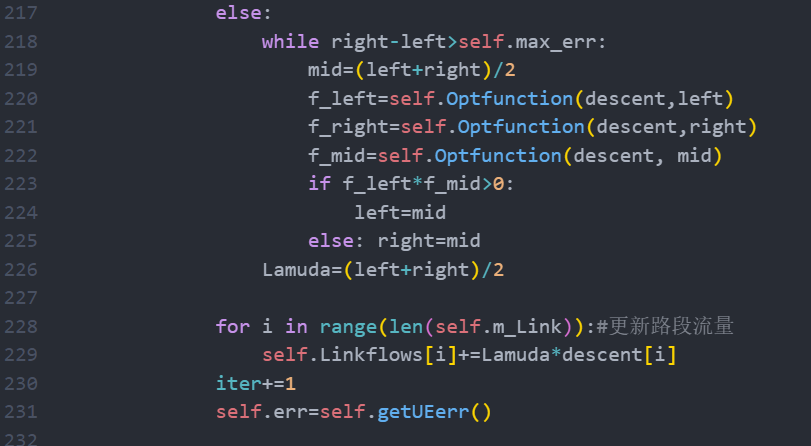 217 else:
218 while right-left>self.max_err:
219 mid=(left+right)/2
220 f_left=self.Optfunction(descent,left)
221 f_right=self.Optfunction(descent,right)
222 f_mid=self.Optfunction(descent, mid)
223 if f_left*f_mid>0:
224 left=mid
225 else: right=mid
226 Lamuda=(left+right)/2
227
228 for i in range(len(self.m_Link)):#更新路段流量
229 self.Linkflows[i]+=Lamuda*descent[i]
230 iter+=1
231 self.err=self.getUEerr()
232